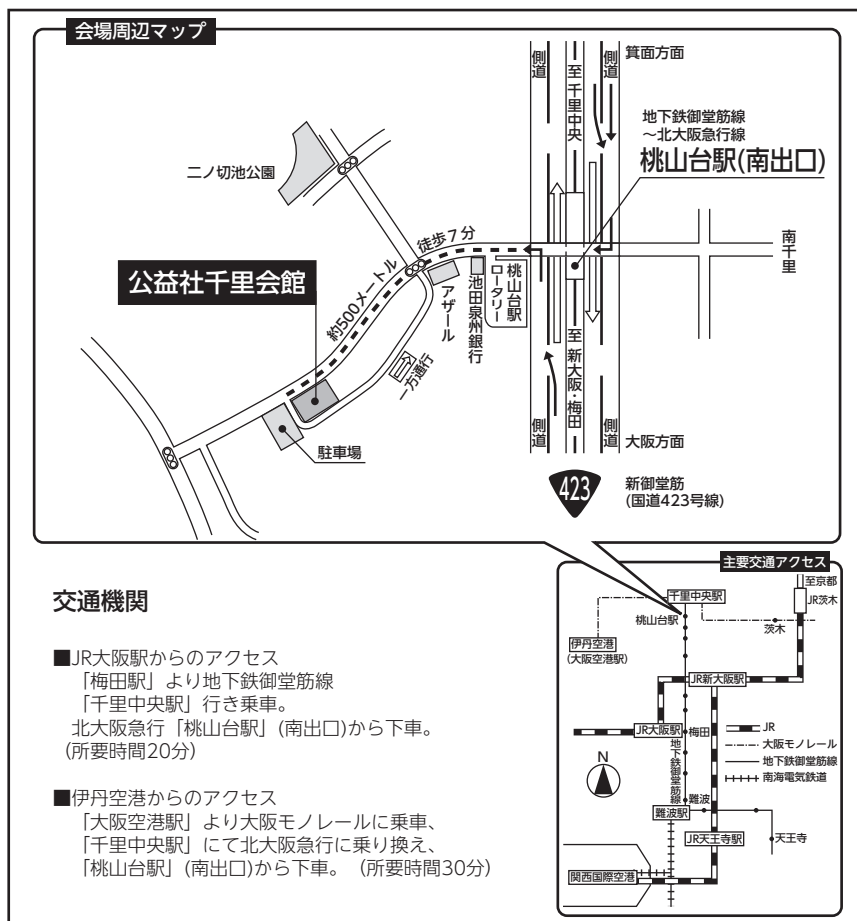 会場周辺マップ
側道
側道
箕面方面
至千里中央
地下鉄御堂筋線
～北大阪急行線
桃山台駅(南出口)
二ノ切池公園
徒歩7分
南千里
公益社千里会館
約500メートル
アザール
池田泉州銀行
桃山台駅
ロータリー
一方通行
至新大阪・梅田
駐車場
側道
側道
大阪方面
423
新御堂筋
(国道423号線)
交通機関
■JR大阪駅からのアクセス
「梅田駅」より地下鉄御堂筋線
「千里中央駅」行き乗車。
北大阪急行「桃山台駅」(南出口)から下車。
(所要時間20分)
■伊丹空港からのアクセス
「大阪空港駅」より大阪モノレールに乗車、
「千里中央駅」にて北大阪急行に乗り換え、
「桃山台駅」(南出口)から下車。（所要時間30分）
主要交通アクセス
至京都
千里中央駅
JR茨木
桃山台駅
茨木
伊丹空港
(大阪空港駅)
JR新大阪駅
JR大阪駅
梅田
JR
大阪モノレール
地下鉄御堂筋線
南海電気鉄道
地下鉄御堂筋線
N
難波
難波駅
JR天王寺駅
天王寺
関西国際空港